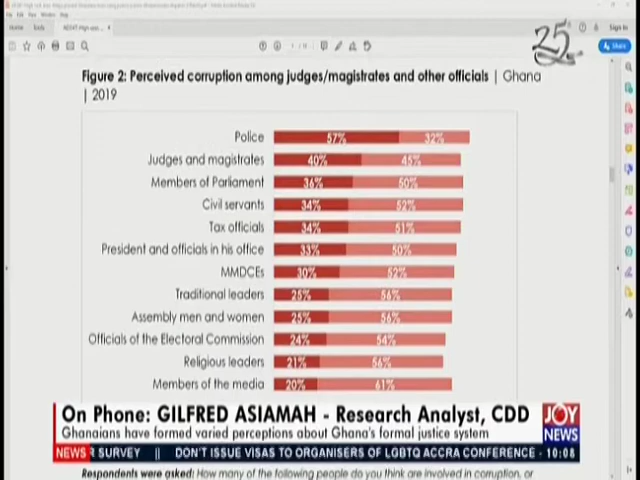 Sign In
Share
25
Figure 2: Perceived corruption among judges/magistrates and other officials | Ghana
| 2019
Police 57% 32%
Judges and magistrates 40% 45%
Members of Parliament 36% 50%
Civil servants 34% 52%
Tax officials 34% 51%
President and officials in his office 33% 50%
MMDCEs 30% 52%
Traditional leaders 25% 56%
Assembly men and women 25% 56%
Officials of the Electoral Commission 24% 54%
Religious leaders 21% 56%
Members of the media 20% 61%
On Phone: GILFRED ASIAMAH - Research Analyst, CDD
Ghanaians have formed varied perceptions about Ghana's formal justice system
JOY
NEWS
NEWS R SURVEY || DON'T ISSUE VISAS TO ORGANISERS OF LGBTQ ACCRA CONFERENCE - 10:08
Respondents were asked: How many of the following people do you think are involved in corruption, or